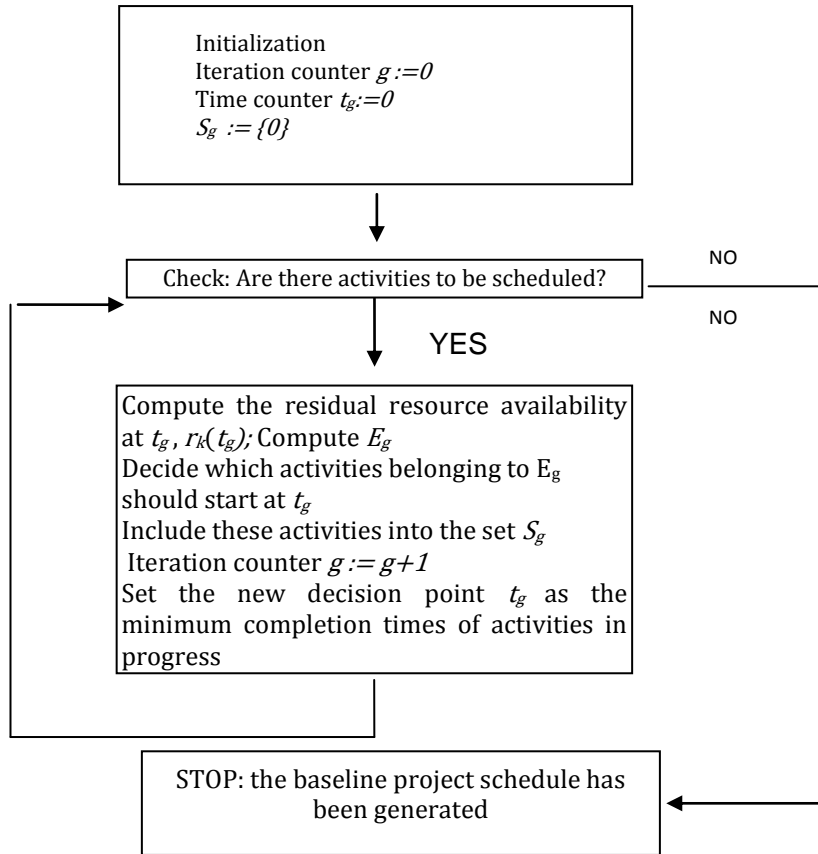 Initialization
Iteration counter g :=0
Time counter tg:=0
Sg := {0}
Check: Are there activities to be scheduled?
NO
NO
YES
Compute the residual resource availability
at tg , rk(tg); Compute Eg
Decide which activities belonging to Eg
should start at tg
Include these activities into the set Sg
Iteration counter g := g+1
Set the new decision point tg as the
minimum completion times of activities in
progress
STOP: the baseline project schedule has
been generated